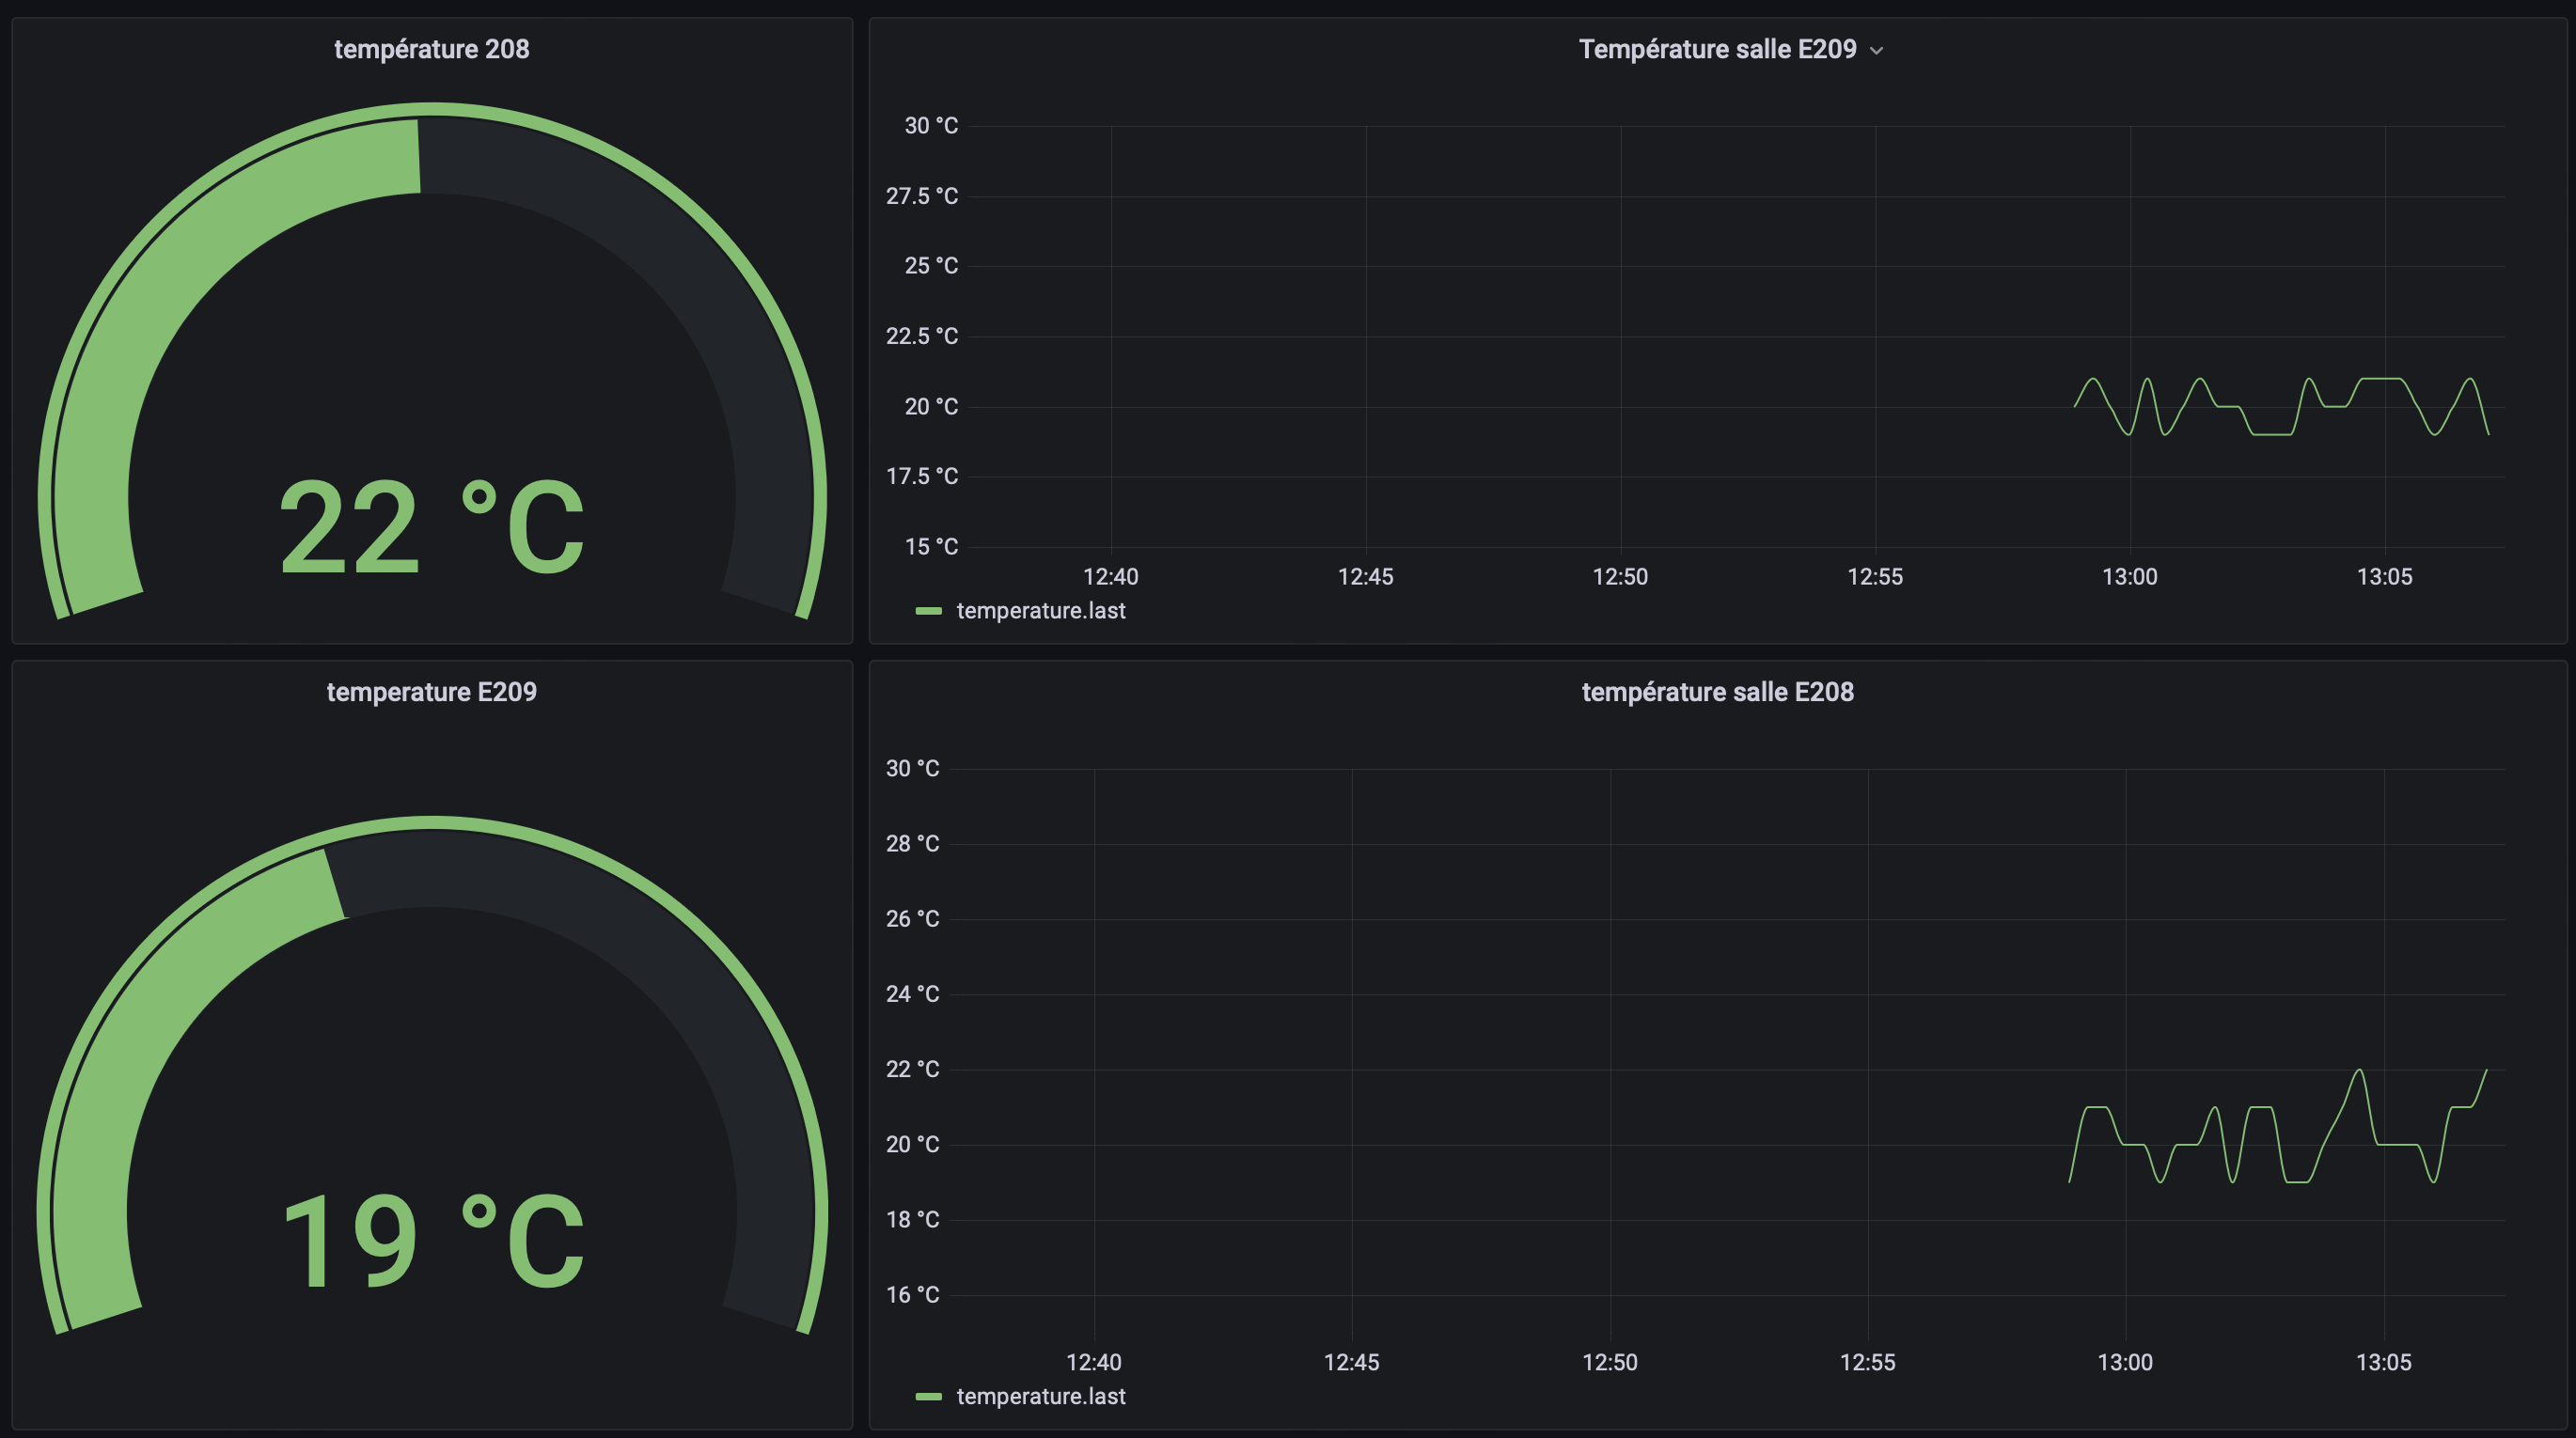 température 208
22 °C
Température salle E209
30 °C
27.5 °C
25 °C
22.5 °C
20 °C
17.5 °C
15 °C
12:40 12:45 12:50 12:55 13:00 13:05
temperature.last
temperature E209
19 °C
température salle E208
30 °C
28 °C
26 °C
24 °C
22 °C
20 °C
18 °C
16 °C
12:40 12:45 12:50 12:55 13:00 13:05
temperature.last